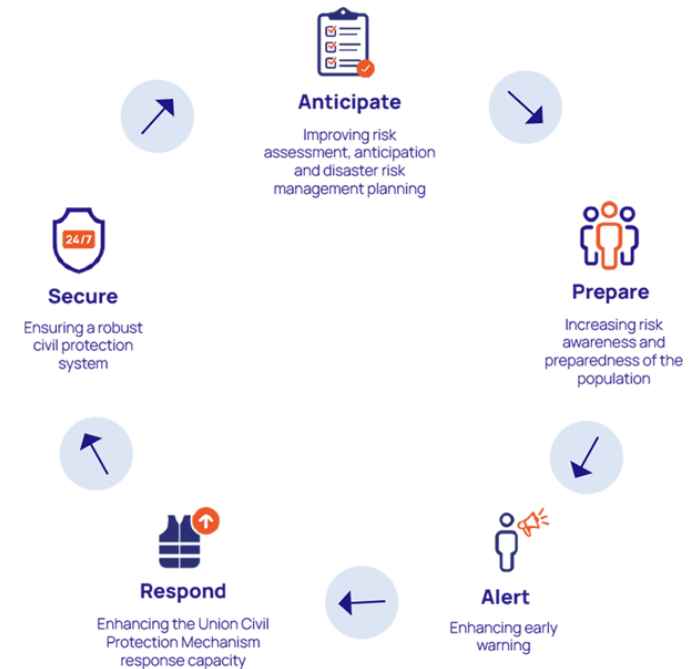 Anticipate
Improving risk
assessment, anticipation
and disaster risk
management planning
24/7
Secure
Ensuring a robust
civil protection
system
Prepare
Increasing risk
awareness and
preparedness of the
population
Respond
Enhancing the Union Civil
Protection Mechanism
response capacity
Alert
Enhancing early
warning